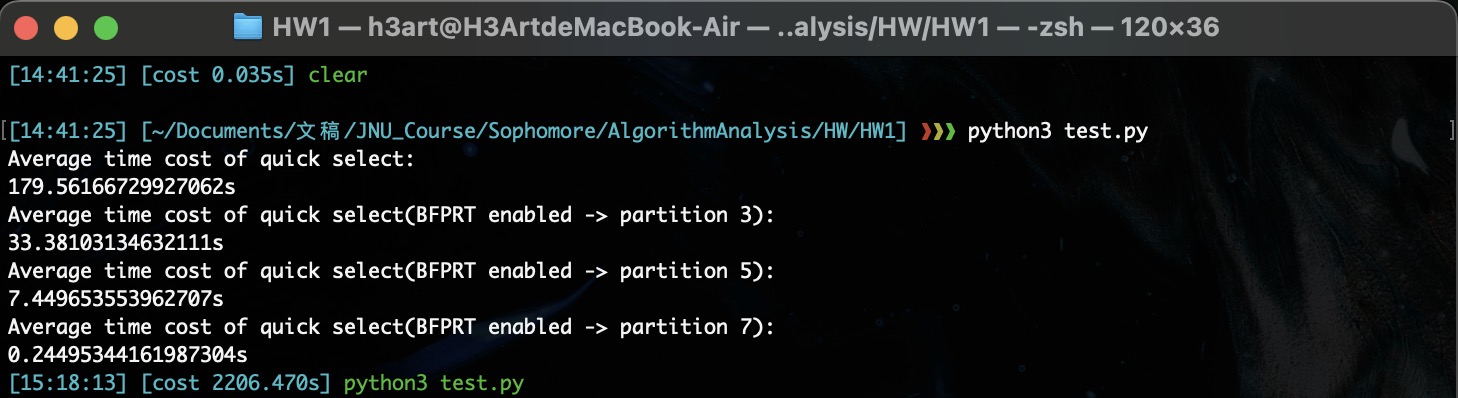 HW1 — h3art@H3ArtdeMacBook-Air — ..alysis/HW/HW1 — -zsh — 120×36
[14:41:25] [cost 0.035s] clear
[[14:41:25] [~/Documents/文稿/JNU_Course/Sophomore/AlgorithmAnalysis/HW/HW1] ❯❯❯ python3 test.py ]
Average time cost of quick select:
179.56166729927062s
Average time cost of quick select(BFPRT enabled -> partition 3):
33.38103134632111s
Average time cost of quick select(BFPRT enabled -> partition 5):
7.449653553962707s
Average time cost of quick select(BFPRT enabled -> partition 7):
0.24495344161987304s
[15:18:13] [cost 2206.470s] python3 test.py